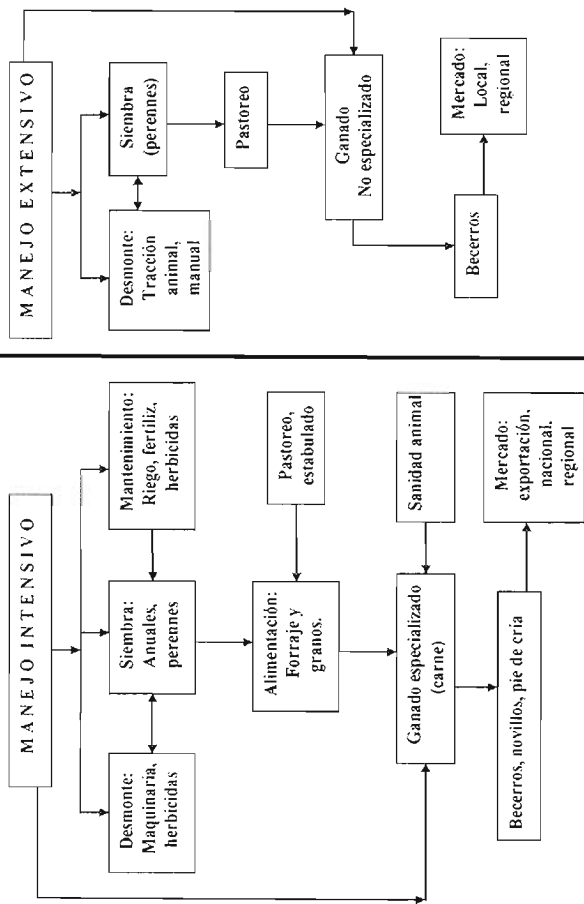 MANEJO INTENSIVO
Desmonte:
Maquinaria,
herbicidas
Siembra:
Anuales,
perennes
Mantenimiento:
Riego, fertiliz,
herbicidas
Alimentación:
Forraje y
granos.
Pastoreo,
estabulado
Ganado especializado
(carne)
Sanidad animal
Becerros, novillos, pie de cría
Mercado:
exportación,
nacional,
regional
MANEJO EXTENSIVO
Desmonte:
Tracción
animal,
manual
Siembra
(perennes)
Pastoreo
Ganado
No especializado
Becerros
Mercado:
Local,
regional